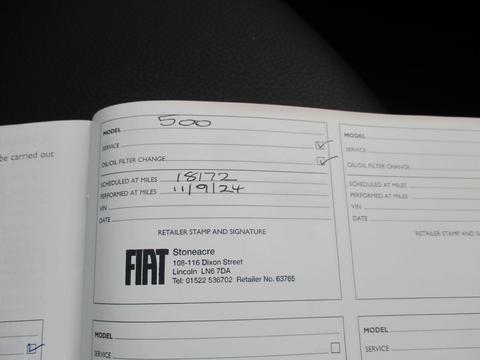 be carried out
MODEL 500
SERVICE
OIL/OIL FILTER CHANGE
SCHEDULED AT MILES 18172
PERFORMED AT MILES 11/9/24
VIN
DATE
RETAILER STAMP AND SIGNATURE
FIAT Stoneacre
108-116 Dixon Street
Lincoln LN6 7DA
Tel: 01522 536702 Retailer No. 63765
MODEL
SERVICE
MODEL
SERVICE
OIL/OIL FILTER CHANGE
SCHEDULED AT MILES
PERFORMED AT MILES
VIN
DATE
RETAILER STAMP AND
MODEL
SERVICE